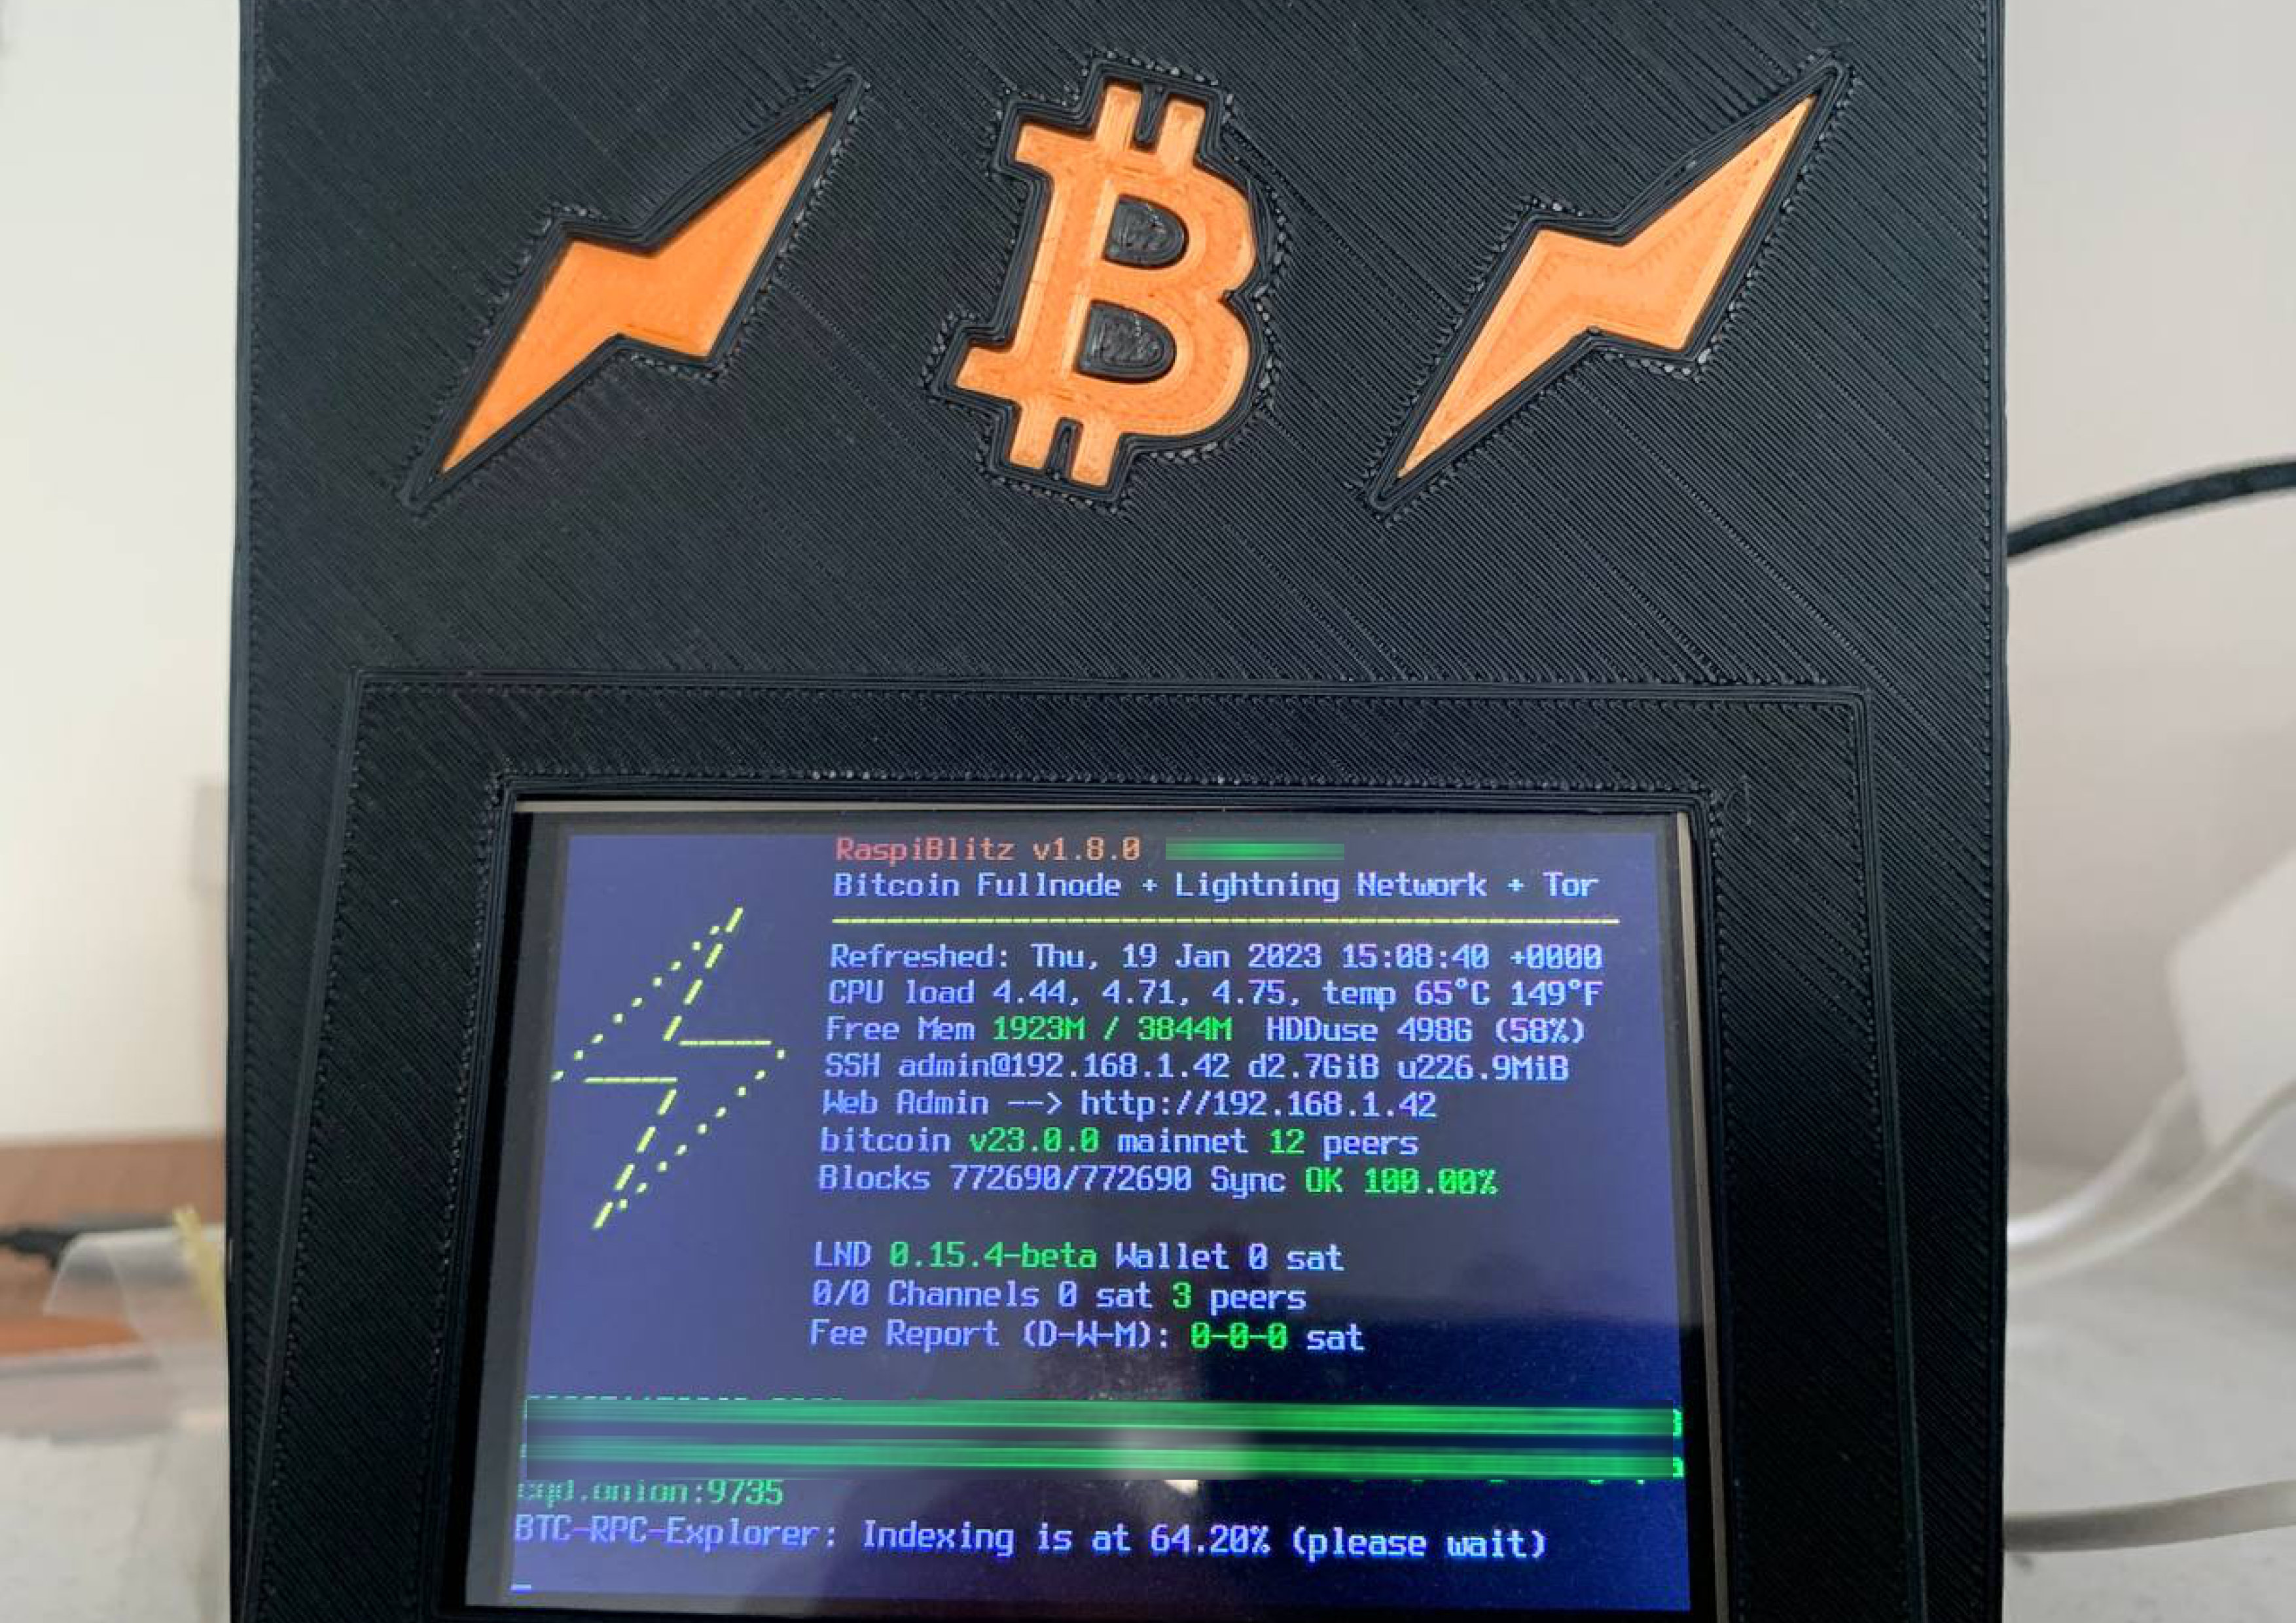 RaspiBlitz v1.8.0
Bitcoin Fullnode + Lightning Network + Tor
Refreshed: Thu, 19 Jan 2023 15:08:40 +0000
CPU load 4.44, 4.71, 4.75, temp 65°C 149°F
Free Mem 1923M / 3844M HDDuse 498G (58%)
SSH admin@192.168.1.42 d2.7GiB u226.9MiB
Web Admin --> http://192.168.1.42
bitcoin v23.0.0 mainnet 12 peers
Blocks 772690/772690 Sync OK 100.00%
LND 0.15.4-beta Wallet 0 sat
0/0 Channels 0 sat 3 peers
Fee Report (D-W-M): 0-0-0 sat
cqd.onion:9735
BTC-RPC-Explorer: Indexing is at 64.20% (please wait)